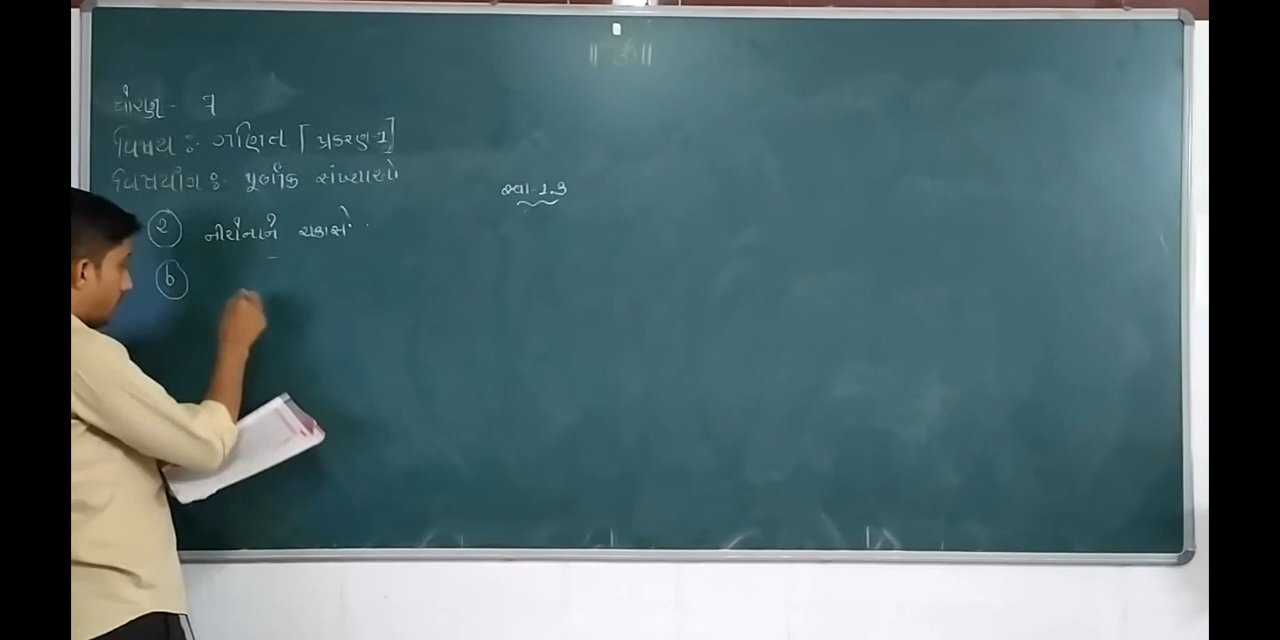 || ૐ ||
ધોરણ - 7
વિષય :- ગણિત [ પ્રકરણ-1]
વિષયાંગ :- પૂર્ણાંક સંખ્યાઓ
સ્વા-1.3
(2) નીચેનાને ચકાસો.
(b)